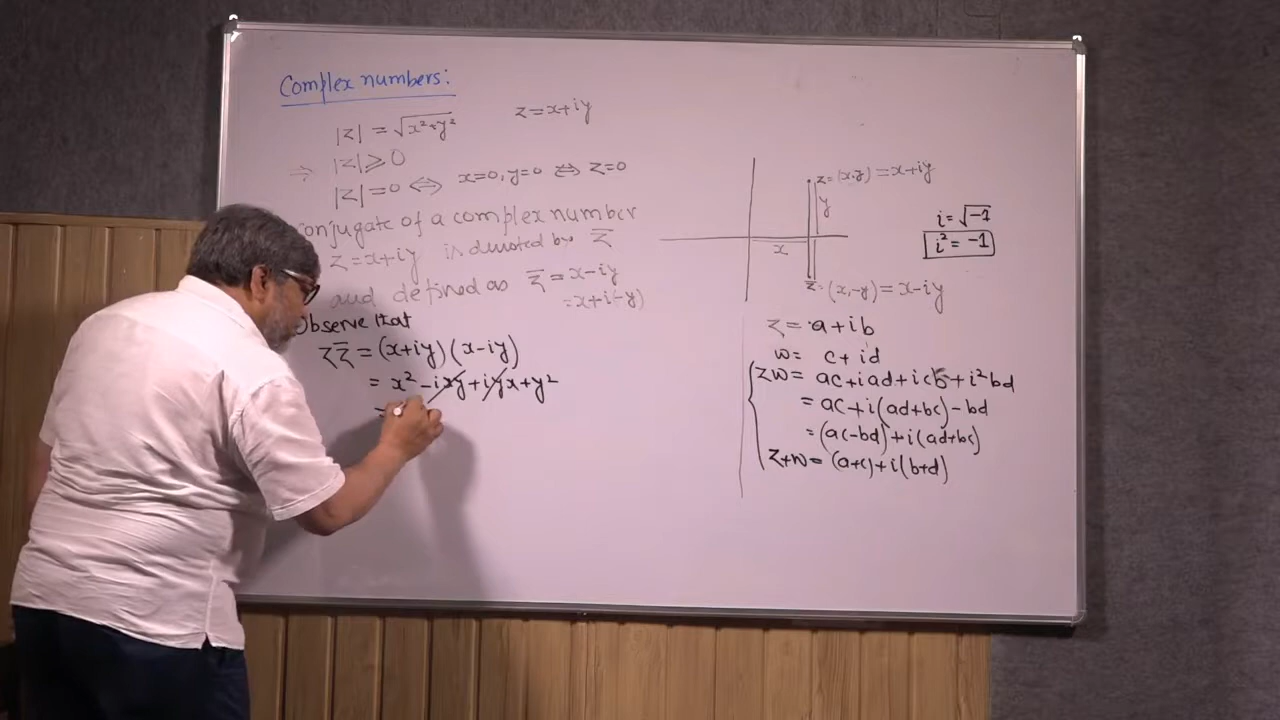 Complex numbers:
|z| = √x²+y² z = x+iy
⇒ |z| ⩾ 0
|z| = 0 ⇔ x=0, y=0 ⇔ z=0
onjugate of a complex number
z = x+iy is denoted by z̅
and defined as z̅ = x-iy
= x+i(-y)
Observe that
z z̅ = (x+iy)(x-iy)
= x² - ixy + iyx + y²
=
z = (x,y) = x+iy
y
x
z̅ = (x,-y) = x-iy
i = √-1
i² = -1
z = a+ib
w = c+id
zw = ac+iad+icb+i²bd
= ac+i(ad+bc)-bd
= (ac-bd)+i(ad+bc)
z+w = (a+c)+i(b+d)